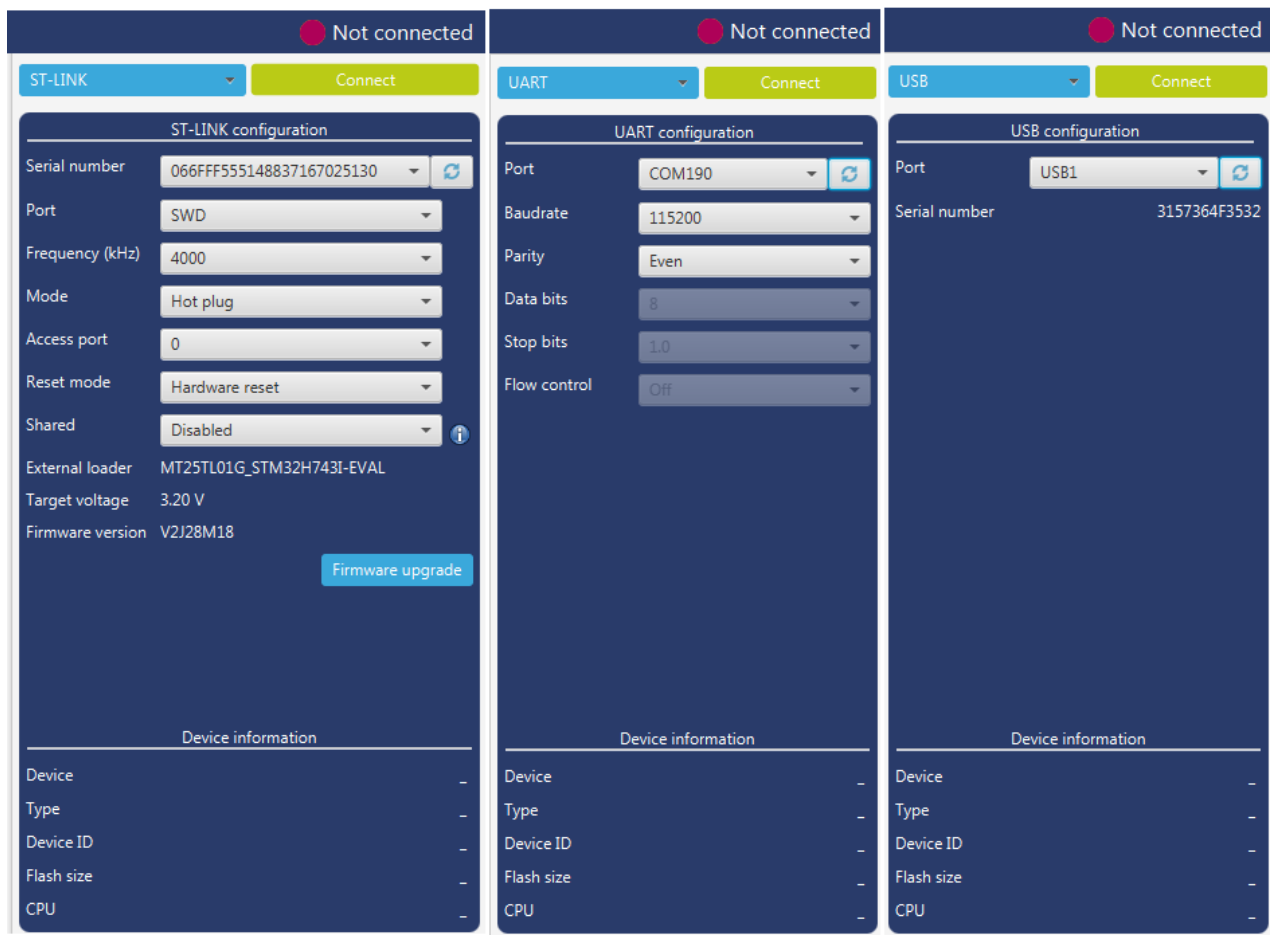 Not connected
ST-LINK Connect
ST-LINK configuration
Serial number 066FFF555148837167025130
Port SWD
Frequency (kHz) 4000
Mode Hot plug
Access port 0
Reset mode Hardware reset
Shared Disabled
External loader MT25TL01G_STM32H743I-EVAL
Target voltage 3.20 V
Firmware version V2J28M18
Firmware upgrade
Device information
Device _
Type _
Device ID _
Flash size _
CPU _
Not connected
UART Connect
UART configuration
Port COM190
Baudrate 115200
Parity Even
Data bits 8
Stop bits 1.0
Flow control Off
Device information
Device _
Type _
Device ID _
Flash size _
CPU _
Not connected
USB Connect
USB configuration
Port USB1
Serial number 3157364F3532
Device information
Device _
Type _
Device ID _
Flash size _
CPU _